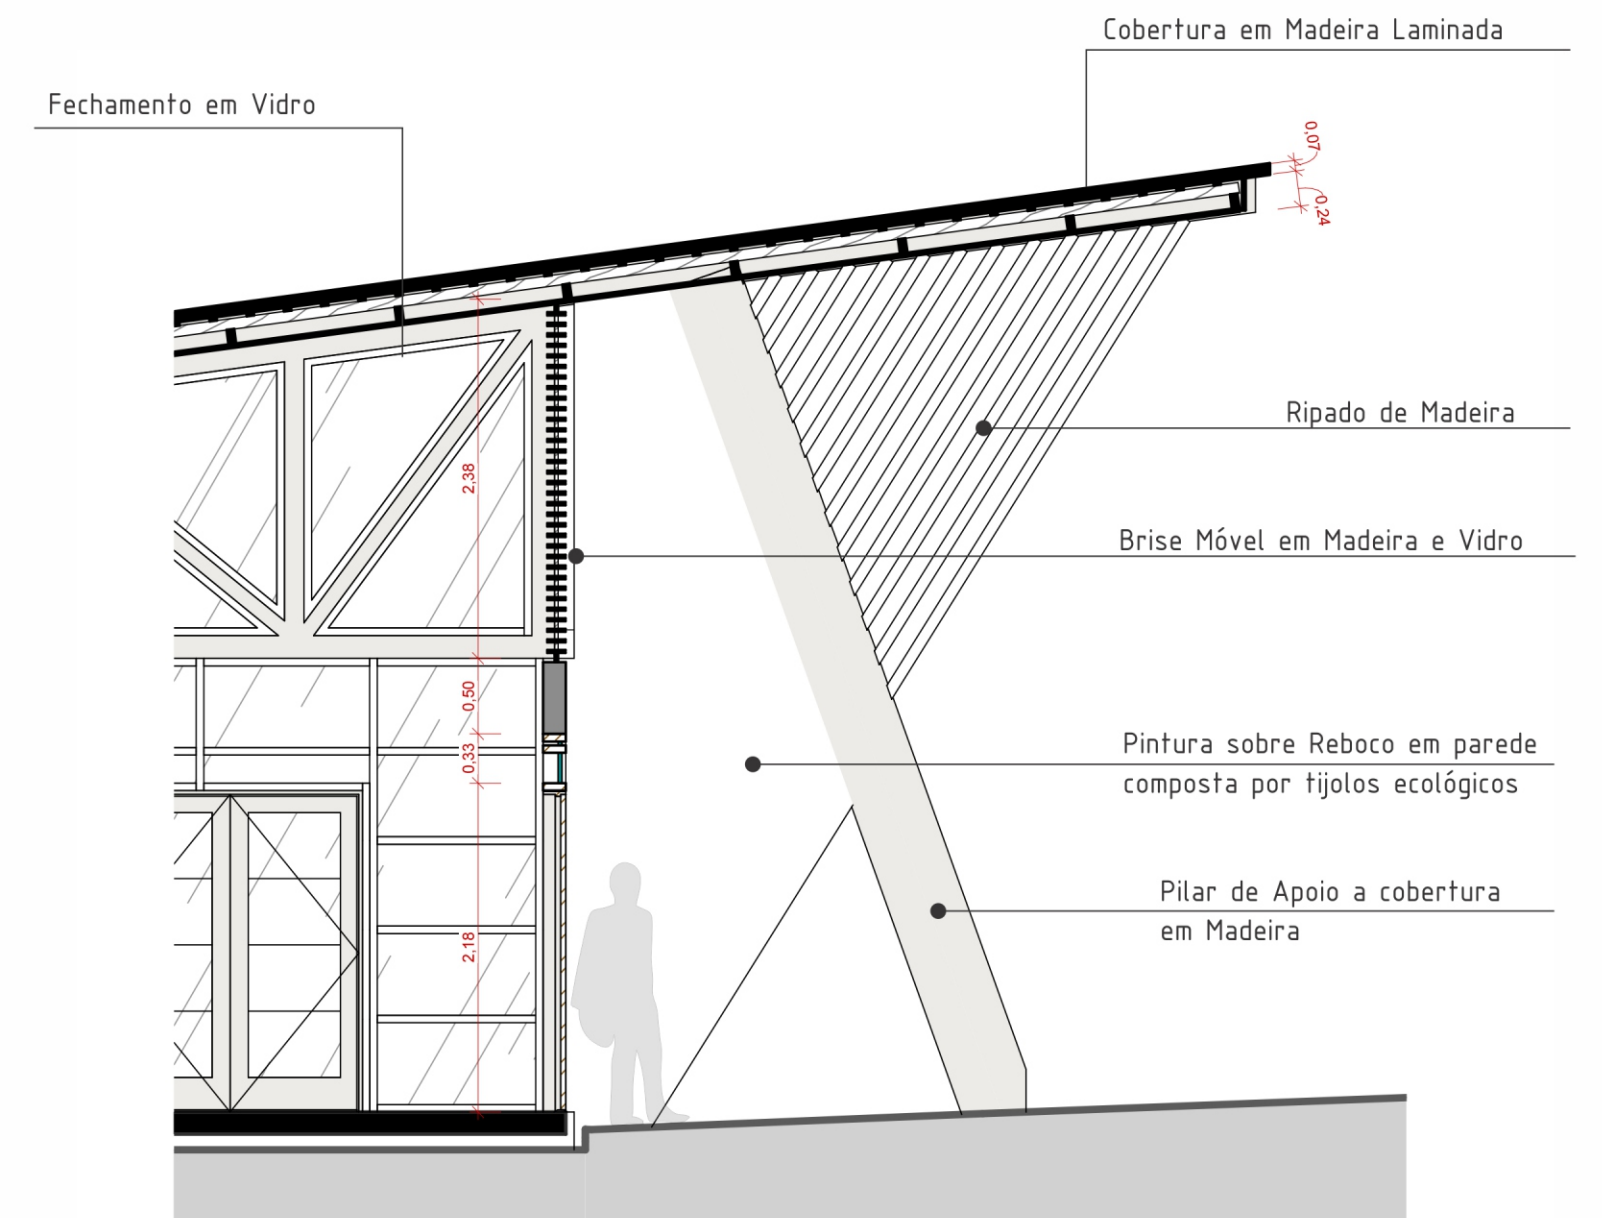 Cobertura em Madeira Laminada
Fechamento em Vidro
0,07
0,24
Ripado de Madeira
2,38
Brise Móvel em Madeira e Vidro
0,50
0,33
Pintura sobre Reboco em parede
composta por tijolos ecológicos
Pilar de Apoio a cobertura
em Madeira
2,18